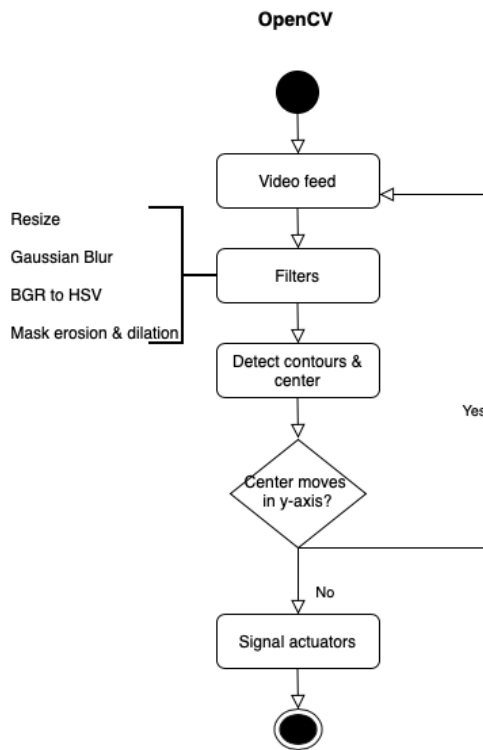 OpenCV
Video feed
Resize
Gaussian Blur
BGR to HSV
Mask erosion & dilation
Filters
Detect contours &
center
Yes
Center moves
in y-axis?
No
Signal actuators